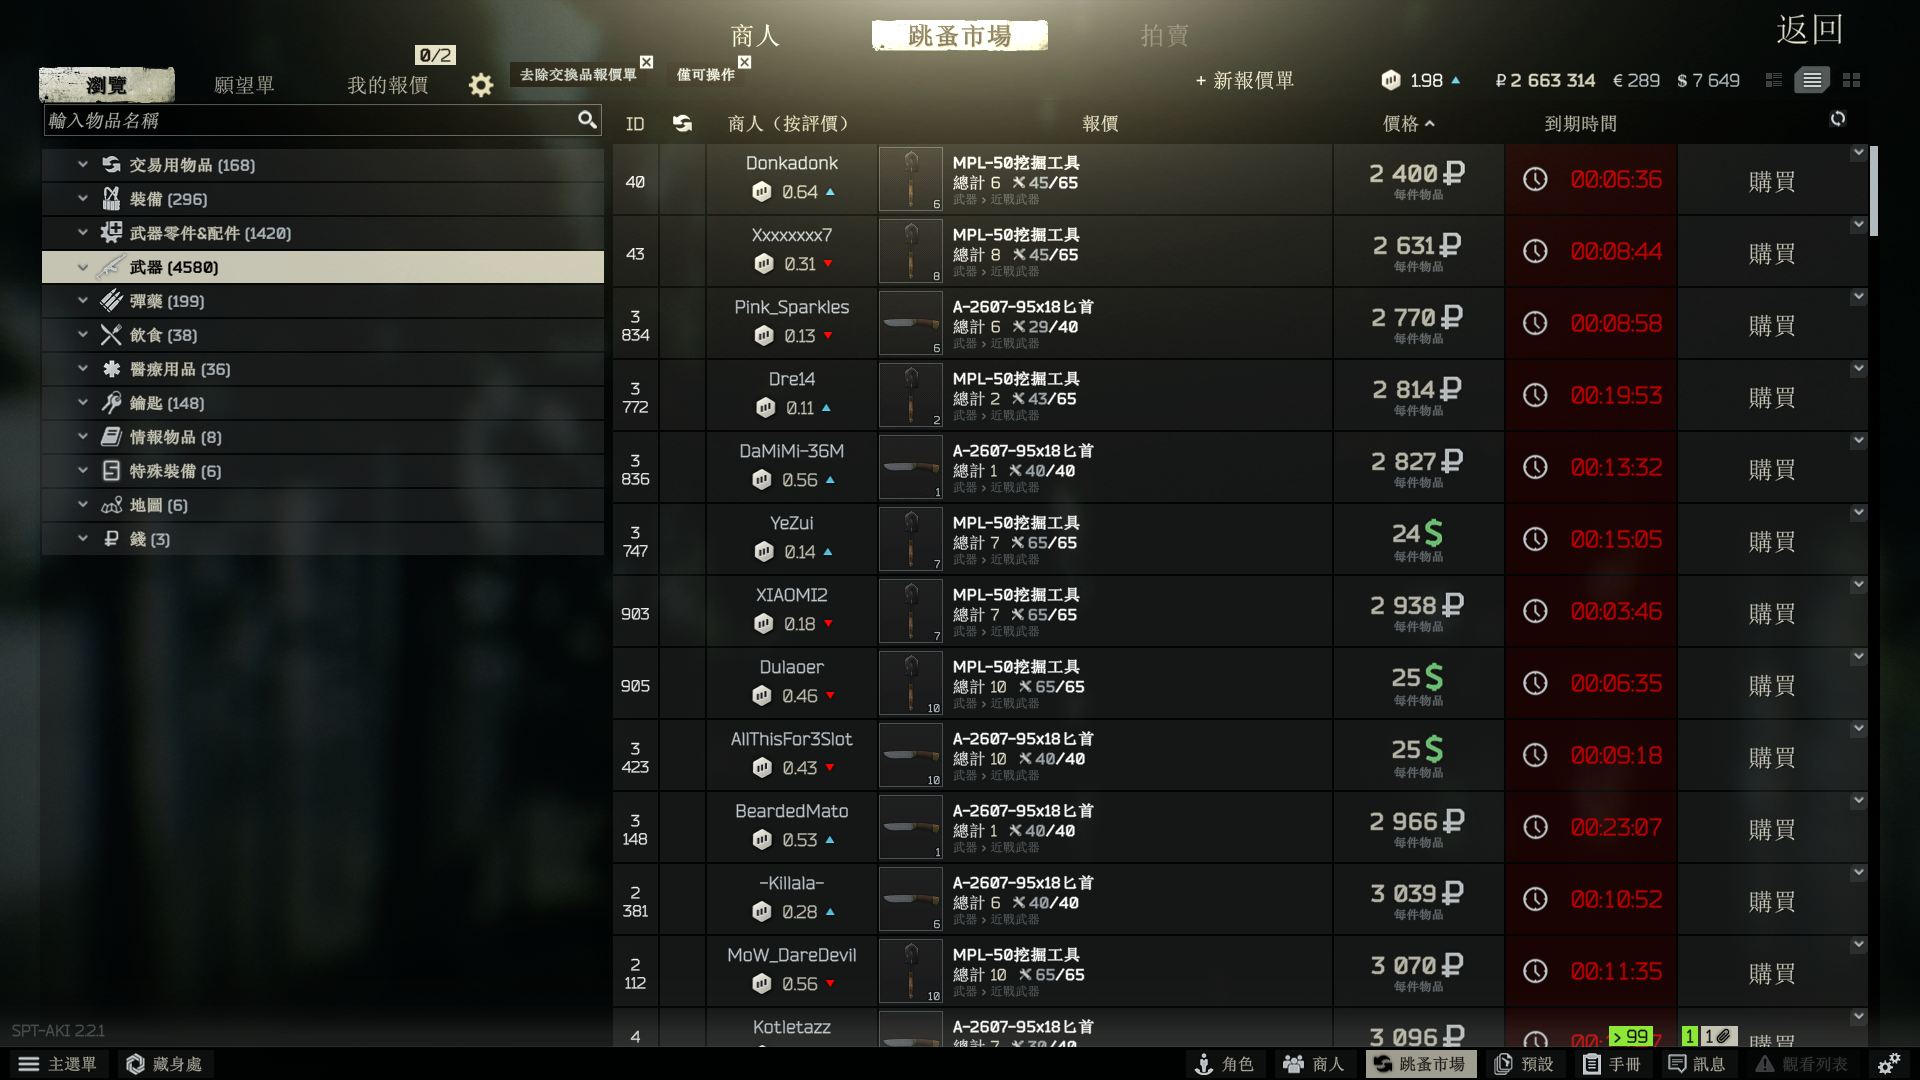 商人
跳蚤市場
拍賣
返回
瀏覽
願望單
0/2
我的報價
去除交換品報價單
僅可操作
+ 新報價單
1.98
₽ 2 663 314
€ 289
$ 7 649
輸入物品名稱
ID
商人（按評價）
報價
價格
到期時間
交易用物品 (168)
裝備 (296)
武器零件&配件 (1420)
武器 (4580)
彈藥 (199)
飲食 (38)
醫療用品 (36)
鑰匙 (148)
情報物品 (8)
特殊裝備 (6)
地圖 (6)
錢 (3)
40
Donkadonk
0.64
6
MPL-50挖掘工具
總計 6 45/65
武器 › 近戰武器
2 400 ₽
每件物品
00:06:36
購買
43
Xxxxxxxx7
0.31
8
MPL-50挖掘工具
總計 8 45/65
武器 › 近戰武器
2 631 ₽
每件物品
00:08:44
購買
3 834
Pink_Sparkles
0.13
6
A-2607-95x18匕首
總計 6 29/40
武器 › 近戰武器
2 770 ₽
每件物品
00:08:58
購買
3 772
Dre14
0.11
2
MPL-50挖掘工具
總計 2 43/65
武器 › 近戰武器
2 814 ₽
每件物品
00:19:53
購買
3 836
DaMiMi-36M
0.56
1
A-2607-95x18匕首
總計 1 40/40
武器 › 近戰武器
2 827 ₽
每件物品
00:13:32
購買
3 747
YeZui
0.14
7
MPL-50挖掘工具
總計 7 65/65
武器 › 近戰武器
24 $
每件物品
00:15:05
購買
903
XIAOMI2
0.18
7
MPL-50挖掘工具
總計 7 65/65
武器 › 近戰武器
2 938 ₽
每件物品
00:03:46
購買
905
Dulaoer
0.46
10
MPL-50挖掘工具
總計 10 65/65
武器 › 近戰武器
25 $
每件物品
00:06:35
購買
3 423
AllThisFor3Slot
0.43
10
A-2607-95x18匕首
總計 10 40/40
武器 › 近戰武器
25 $
每件物品
00:09:18
購買
3 148
BeardedMato
0.53
1
A-2607-95x18匕首
總計 1 40/40
武器 › 近戰武器
2 966 ₽
每件物品
00:23:07
購買
2 381
-Killala-
0.28
6
A-2607-95x18匕首
總計 6 40/40
武器 › 近戰武器
3 039 ₽
每件物品
00:10:52
購買
2 112
MoW_DareDevil
0.56
10
MPL-50挖掘工具
總計 10 65/65
武器 › 近戰武器
3 070 ₽
每件物品
00:11:35
購買
4
Kotletazz
A-2607-95x18匕首
3 096 ₽
購買
SPT-AKI 2.2.1
> 99
1
1
主選單
藏身處
角色
商人
跳蚤市場
預設
手冊
訊息
觀看列表